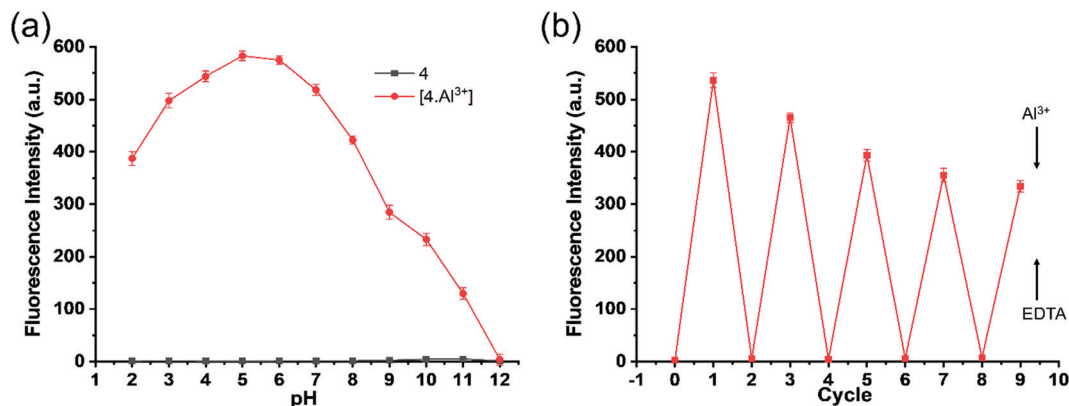 (a)
Fluorescence Intensity (a.u.)
600
500
400
300
200
100
0
1 2 3 4 5 6 7 8 9 10 11 12
pH
4
[4.Al³⁺]
(b)
Fluorescence Intensity (a.u.)
600
500
400
300
200
100
0
-1 0 1 2 3 4 5 6 7 8 9 10
Cycle
Al³⁺
EDTA